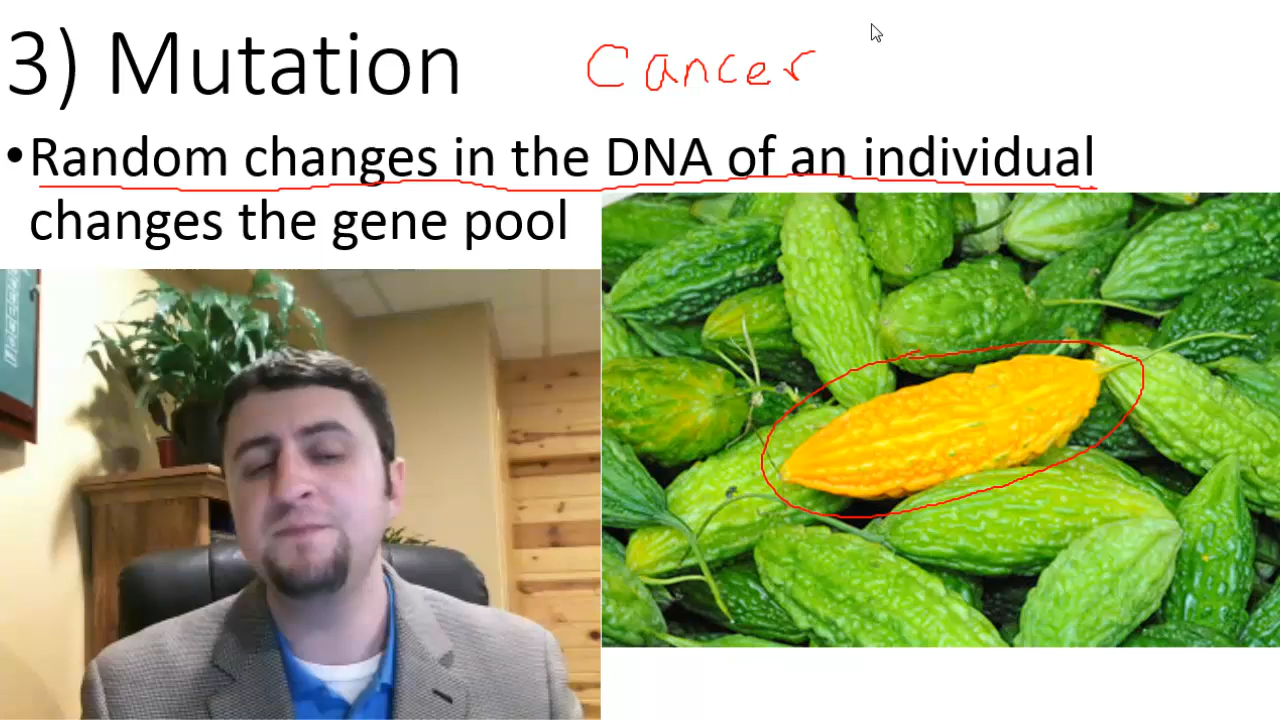 3) Mutation
Cancer
•Random changes in the DNA of an individual
changes the gene pool